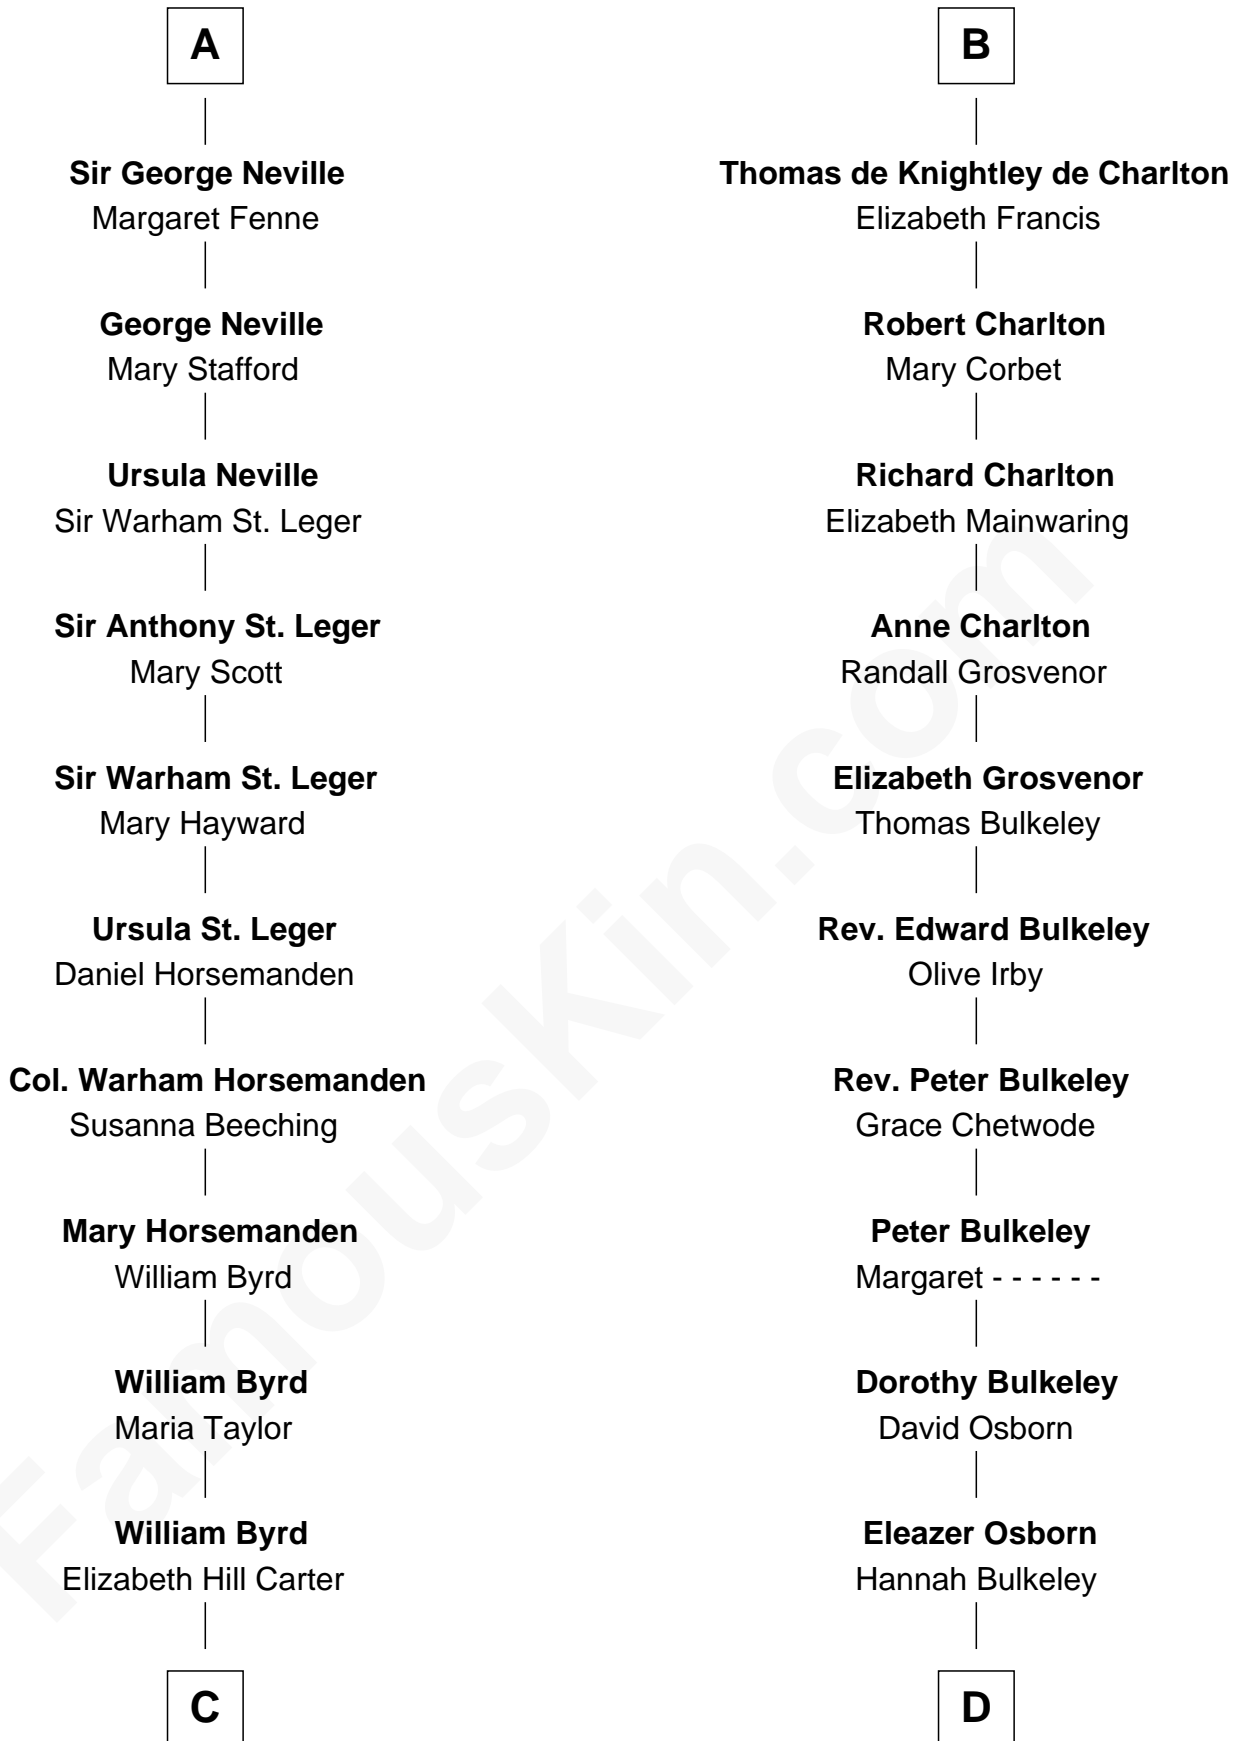 A
Sir George Neville
Margaret Fenne
George Neville
Mary Stafford
Ursula Neville
Sir Warham St. Leger
Sir Anthony St. Leger
Mary Scott
Sir Warham St. Leger
Mary Hayward
Ursula St. Leger
Daniel Horsemanden
Col. Warham Horsemanden
Susanna Beeching
Mary Horsemanden
William Byrd
William Byrd
Maria Taylor
William Byrd
Elizabeth Hill Carter
C
B
Thomas de Knightley de Charlton
Elizabeth Francis
Robert Charlton
Mary Corbet
Richard Charlton
Elizabeth Mainwaring
Anne Charlton
Randall Grosvenor
Elizabeth Grosvenor
Thomas Bulkeley
Rev. Edward Bulkeley
Olive Irby
Rev. Peter Bulkeley
Grace Chetwode
Peter Bulkeley
Margaret - - - - - -
Dorothy Bulkeley
David Osborn
Eleazer Osborn
Hannah Bulkeley
D
FamousKin.com